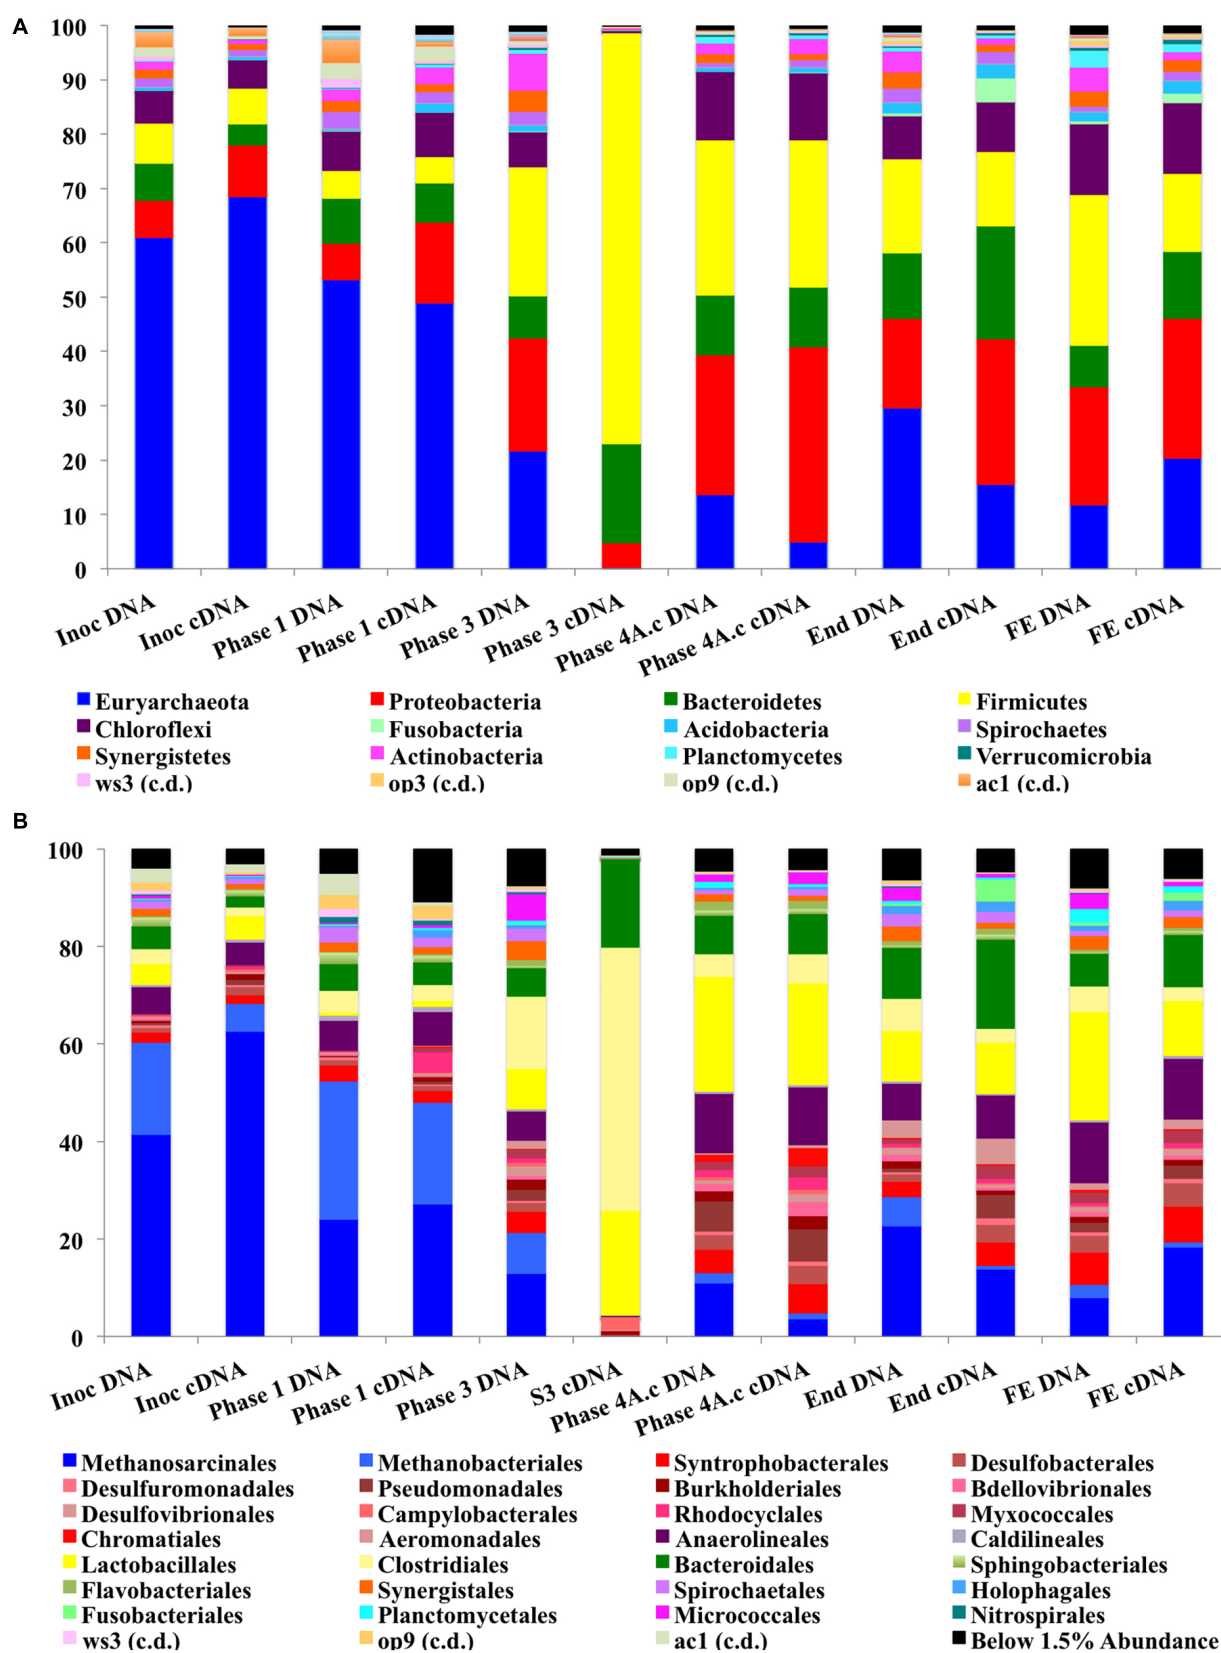 A
100
90
80
70
60
50
40
30
20
10
0
Inoc DNA
Inoc cDNA
Phase 1 DNA
Phase 1 cDNA
Phase 3 DNA
Phase 3 cDNA
Phase 4A.c DNA
Phase 4A.c cDNA
End DNA
End cDNA
FE DNA
FE cDNA
Euryarchaeota Proteobacteria Bacteroidetes Firmicutes
Chloroflexi Fusobacteria Acidobacteria Spirochaetes
Synergistetes Actinobacteria Planctomycetes Verrucomicrobia
ws3 (c.d.) op3 (c.d.) op9 (c.d.) ac1 (c.d.)
B
100
80
60
40
20
0
Inoc DNA
Inoc cDNA
Phase 1 DNA
Phase 1 cDNA
Phase 3 DNA
S3 cDNA
Phase 4A.c DNA
Phase 4A.c cDNA
End DNA
End cDNA
FE DNA
FE cDNA
Methanosarcinales Methanobacteriales Syntrophobacterales Desulfobacterales
Desulfuromonadales Pseudomonadales Burkholderiales Bdellovibrionales
Desulfovibrionales Campylobacterales Rhodocyclales Myxococcales
Chromatiales Aeromonadales Anaerolineales Caldilineales
Lactobacillales Clostridiales Bacteroidales Sphingobacteriales
Flavobacteriales Synergistales Spirochaetales Holophagales
Fusobacteriales Planctomycetales Micrococcales Nitrospirales
ws3 (c.d.) op9 (c.d.) ac1 (c.d.) Below 1.5% Abundance